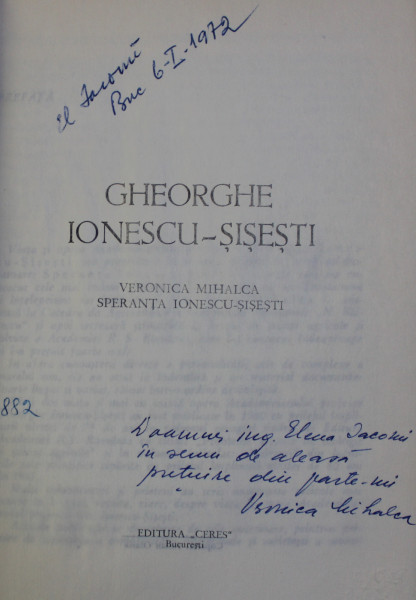 El Iacomi
Buc 6-I-1972
GHEORGHE
IONESCU-ȘIȘEȘTI
VERONICA MIHALCA
SPERANȚA IONESCU-ȘIȘEȘTI
882
Doamnei ing. Elena Iacomi
în semn de aleasă
prețuire din parte-mi
Veronica Mihalca
EDITURA „CERES"
București